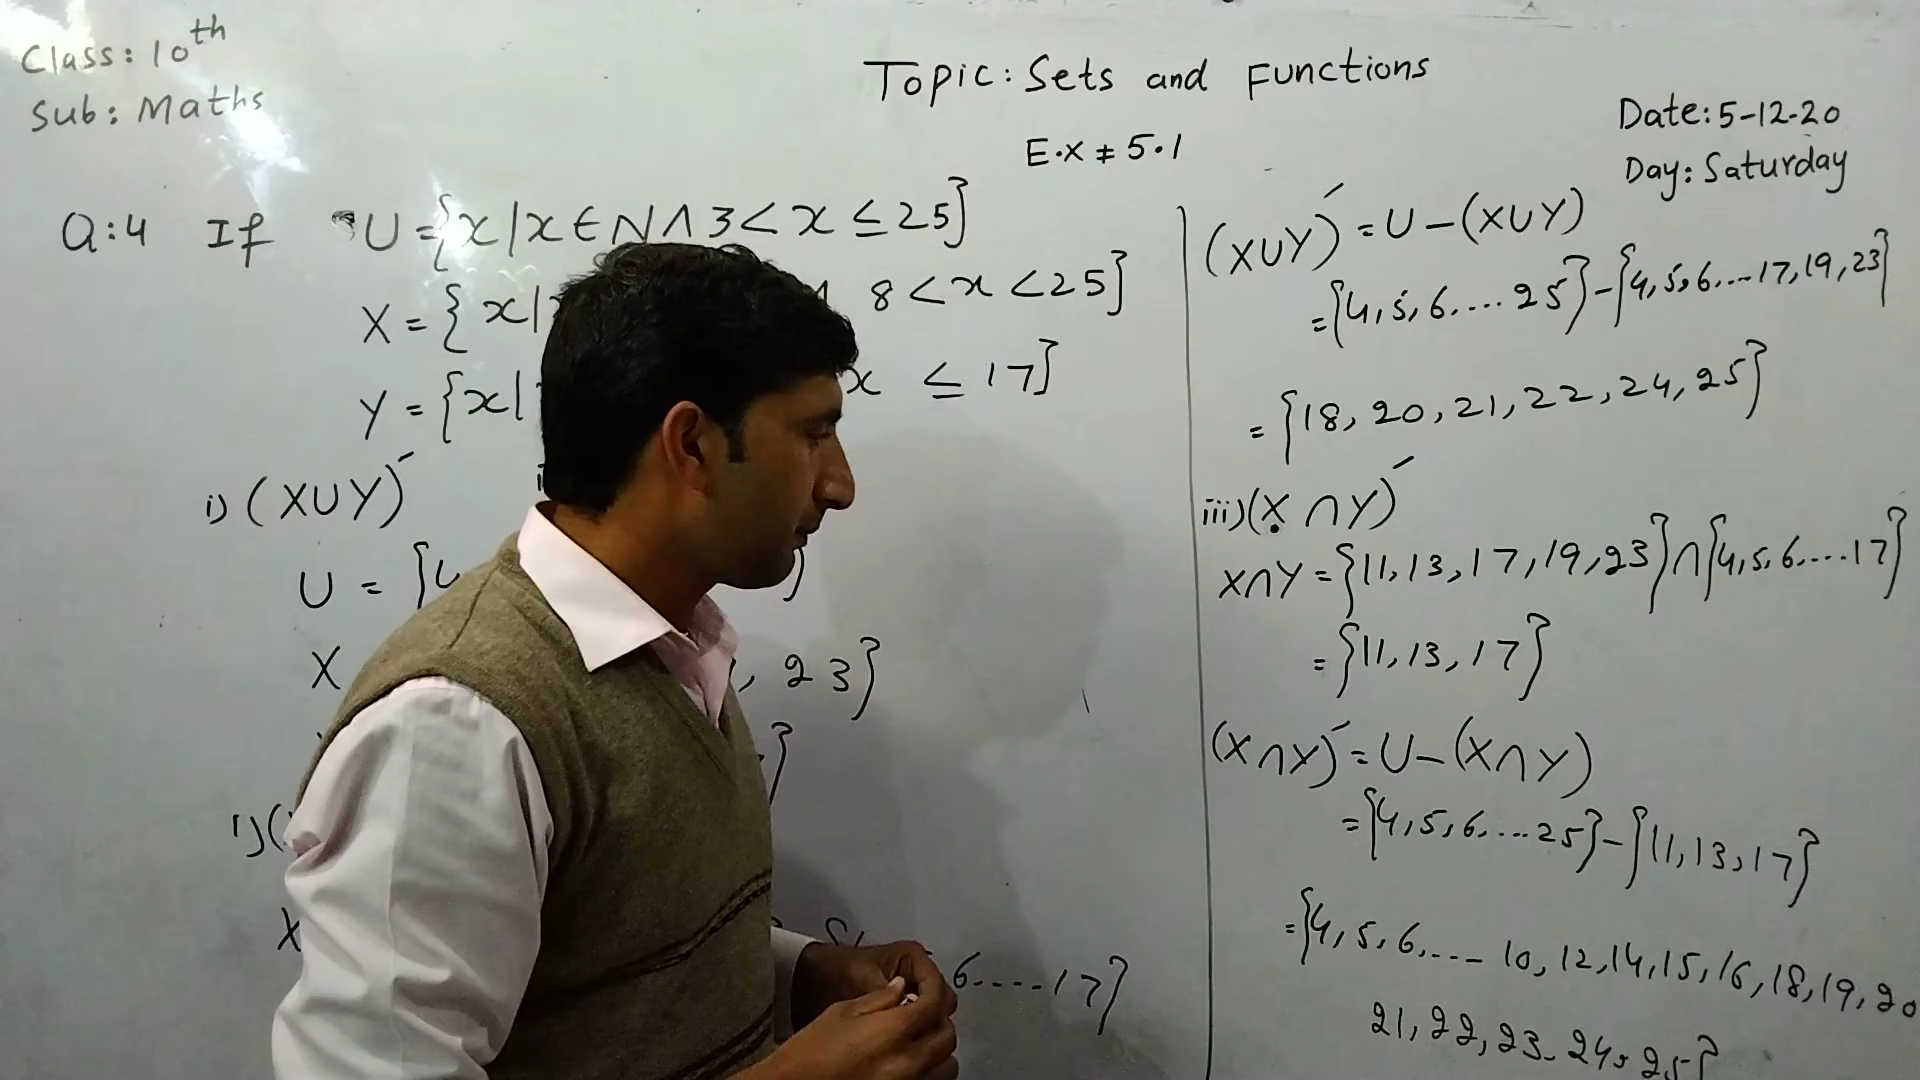 Class: 10th
Sub: Maths
Topic: Sets and Functions
E.X # 5.1
Date: 5-12-20
Day: Saturday
Q:4 If U = {x|x ∈ N ∧ 3 < x ≤ 25}
X = {x| 8 < x < 25}
Y = {x| x ≤ 17}
i) (X∪Y)′
U = {4 }
X , 23}
}
X
6....17}
(X∪Y)′ = U - (X∪Y)
= {4, 5, 6.... 25} - {4, 5, 6....17, 19, 23}
= {18, 20, 21, 22, 24, 25}
iii) (X ∩ Y)′
X∩Y = {11, 13, 17, 19, 23} ∩ {4, 5, 6....17}
= {11, 13, 17}
(X∩Y)′ = U - (X∩Y)
= {4, 5, 6....25} - {11, 13, 17}
= {4, 5, 6.... 10, 12, 14, 15, 16, 18, 19, 20
21, 22, 23, 24, 25}